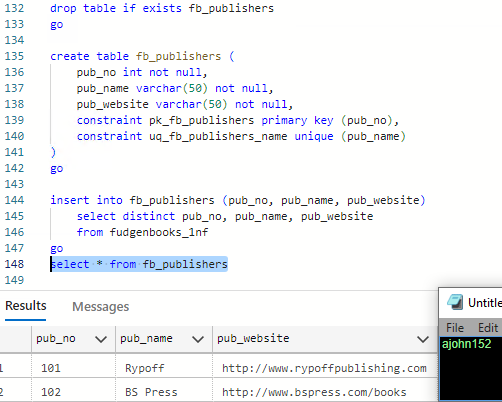 132 drop table if exists fb_publishers
133 go
134
135 create table fb_publishers (
136 pub_no int not null,
137 pub_name varchar(50) not null,
138 pub_website varchar(50) not null,
139 constraint pk_fb_publishers primary key (pub_no),
140 constraint uq_fb_publishers_name unique (pub_name)
141 )
142 go
143
144 insert into fb_publishers (pub_no, pub_name, pub_website)
145 select distinct pub_no, pub_name, pub_website
146 from fudgenbooks_1nf
147 go
148 select * from fb_publishers
149
Results Messages
Untitle
File Edit
ajohn152
pub_no pub_name pub_website
1 101 Rypoff http://www.rypoffpublishing.com
2 102 BS Press http://www.bspress.com/books